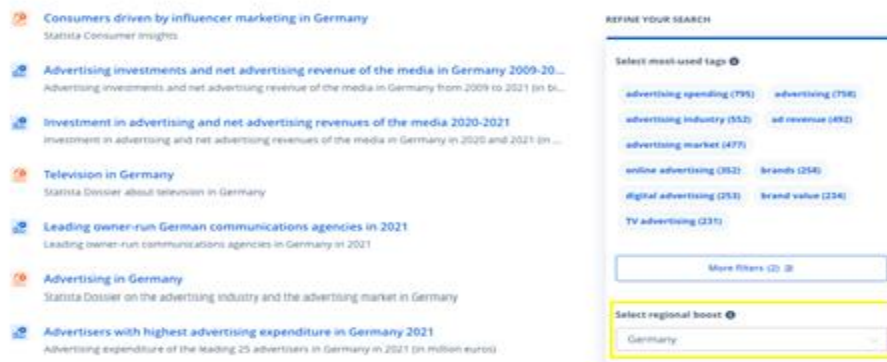 Consumers driven by influencer marketing in Germany
Statista Consumer Insights
Advertising investments and net advertising revenue of the media in Germany 2009-20...
Advertising investments and net advertising revenue of the media in Germany from 2009 to 2021 (in bi...
Investment in advertising and net advertising revenues of the media 2020-2021
Investment in advertising and net advertising revenues of the media in Germany in 2020 and 2021 (in ...
Television in Germany
Statista Dossier about television in Germany
Leading owner-run German communications agencies in 2021
Leading owner-run communications agencies in Germany in 2021
Advertising in Germany
Statista Dossier on the advertising industry and the advertising market in Germany
Advertisers with highest advertising expenditure in Germany 2021
Advertising expenditure of the leading 25 advertisers in Germany in 2021 (in million euros)
REFINE YOUR SEARCH
Select most-used tags
advertising spending (795) advertising (758)
advertising industry (552) ad revenue (492)
advertising market (477)
online advertising (352) brands (258)
digital advertising (253) brand value (234)
TV advertising (231)
More filters (2)
Select regional boost
Germany